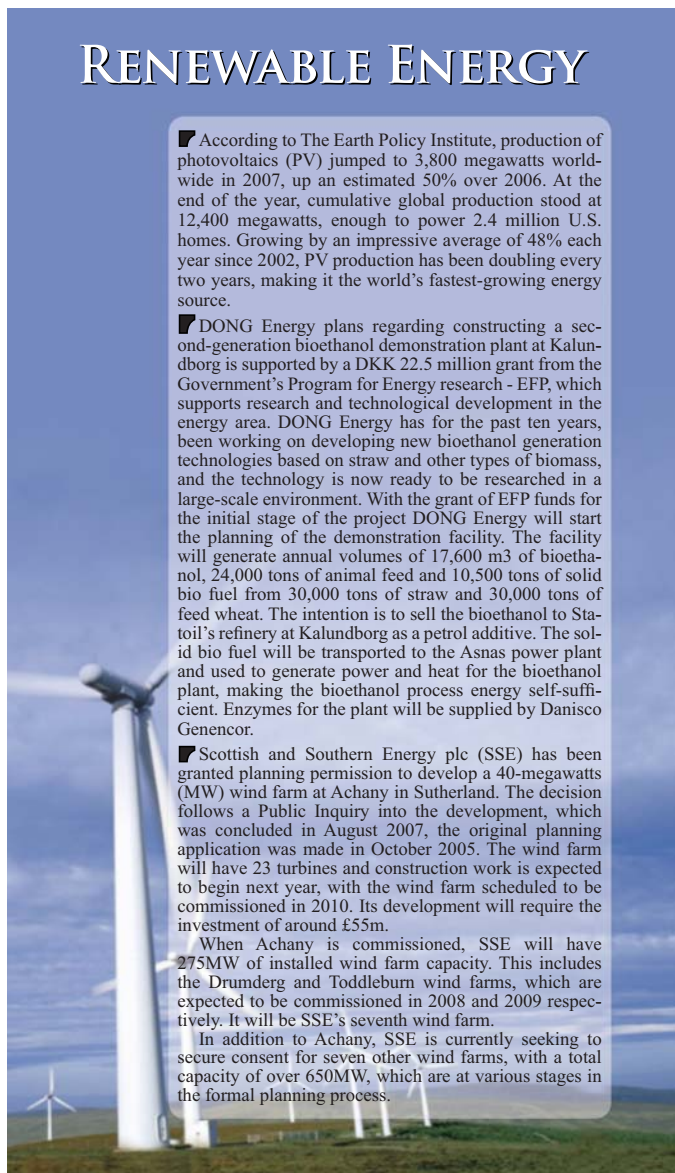 RENEWABLE ENERGY
According to The Earth Policy Institute, production of
photovoltaics (PV) jumped to 3,800 megawatts world-
wide in 2007, up an estimated 50% over 2006. At the
end of the year, cumulative global production stood at
12,400 megawatts, enough to power 2.4 million U.S.
homes. Growing by an impressive average of 48% each
year since 2002, PV production has been doubling every
two years, making it the world's fastest-growing energy
source.
DONG Energy plans regarding constructing a sec-
ond-generation bioethanol demonstration plant at Kalun-
dborg is supported by a DKK 22.5 million grant from the
Government's Program for Energy research - EFP, which
supports research and technological development in the
energy area. DONG Energy has for the past ten years,
been working on developing new bioethanol generation
technologies based on straw and other types of biomass,
and the technology is now ready to be researched in a
large-scale environment. With the grant of EFP funds for
the initial stage of the project DONG Energy will start
the planning of the demonstration facility. The facility
will generate annual volumes of 17,600 m3 of bioetha-
nol, 24,000 tons of animal feed and 10,500 tons of solid
bio fuel from 30,000 tons of straw and 30,000 tons of
feed wheat. The intention is to sell the bioethanol to Sta-
toil's refinery at Kalundborg as a petrol additive. The sol-
id bio fuel will be transported to the Asnas power plant
and used to generate power and heat for the bioethanol
plant, making the bioethanol process energy self-suffi-
cient. Enzymes for the plant will be supplied by Danisco
Genencor.
Scottish and Southern Energy plc (SSE) has been
granted planning permission to develop a 40-megawatts
(MW) wind farm at Achany in Sutherland. The decision
follows a Public Inquiry into the development, which
was concluded in August 2007, the original planning
application was made in October 2005. The wind farm
will have 23 turbines and construction work is expected
to begin next year, with the wind farm scheduled to be
commissioned in 2010. Its development will require the
investment of around £55m.
When Achany is commissioned, SSE will have
275MW of installed wind farm capacity. This includes
the Drumderg and Toddleburn wind farms, which are
expected to be commissioned in 2008 and 2009 respec-
tively. It will be SSE's seventh wind farm.
In addition to Achany, SSE is currently seeking to
secure consent for seven other wind farms, with a total
capacity of over 650MW, which are at various stages in
the formal planning process.